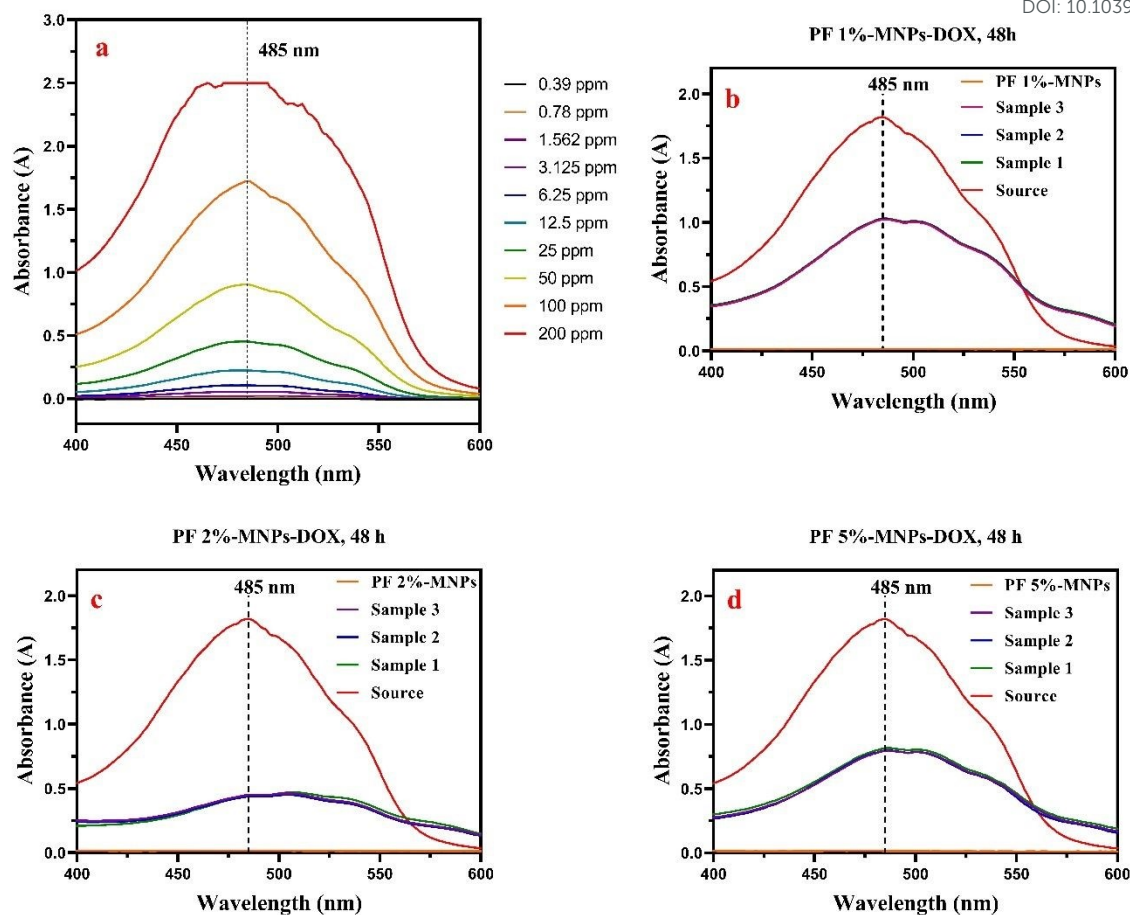 DOI: 10.1039
a
485 nm
3.0
2.5
2.0
1.5
1.0
0.5
0.0
Absorbance (A)
400 450 500 550 600
Wavelength (nm)
0.39 ppm
0.78 ppm
1.562 ppm
3.125 ppm
6.25 ppm
12.5 ppm
25 ppm
50 ppm
100 ppm
200 ppm
PF 1%-MNPs-DOX, 48h
b
485 nm
2.0
1.5
1.0
0.5
0.0
Absorbance (A)
400 450 500 550 600
Wavelength (nm)
PF 1%-MNPs
Sample 3
Sample 2
Sample 1
Source
PF 2%-MNPs-DOX, 48 h
c
485 nm
2.0
1.5
1.0
0.5
0.0
Absorbance (A)
400 450 500 550 600
Wavelength (nm)
PF 2%-MNPs
Sample 3
Sample 2
Sample 1
Source
PF 5%-MNPs-DOX, 48 h
d
485 nm
2.0
1.5
1.0
0.5
0.0
Absorbance (A)
400 450 500 550 600
Wavelength (nm)
PF 5%-MNPs
Sample 3
Sample 2
Sample 1
Source